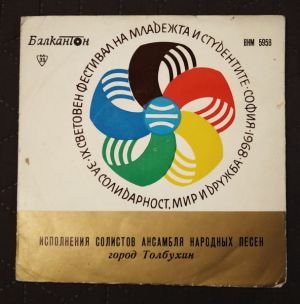 Балкантон
ВНМ 5958
IX СВЕТОВЕН ФЕСТИВАЛ НА МЛАДЕЖТА И СТУДЕНТИТЕ·СОФИЯ·1968·
ЗА СОЛИДАРНОСТ, МИР И ДРУЖБА·
ИСПОЛНЕНИЯ СОЛИСТОВ АНСАМБЛЯ НАРОДНЫХ ПЕСЕН
город Толбухин